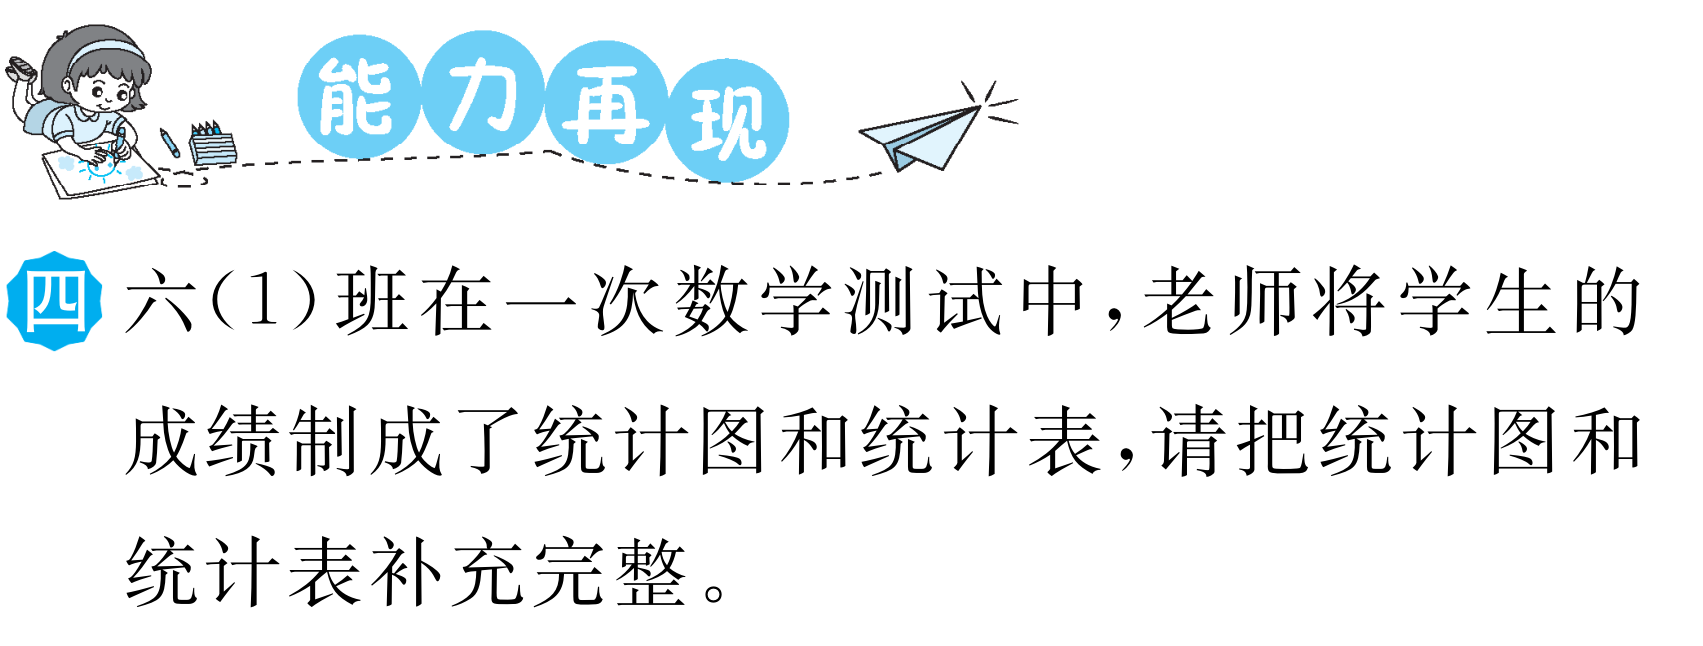 能力再现
四 六(1)班在一次数学测试中,老师将学生的
成绩制成了统计图和统计表,请把统计图和
统计表补充完整。